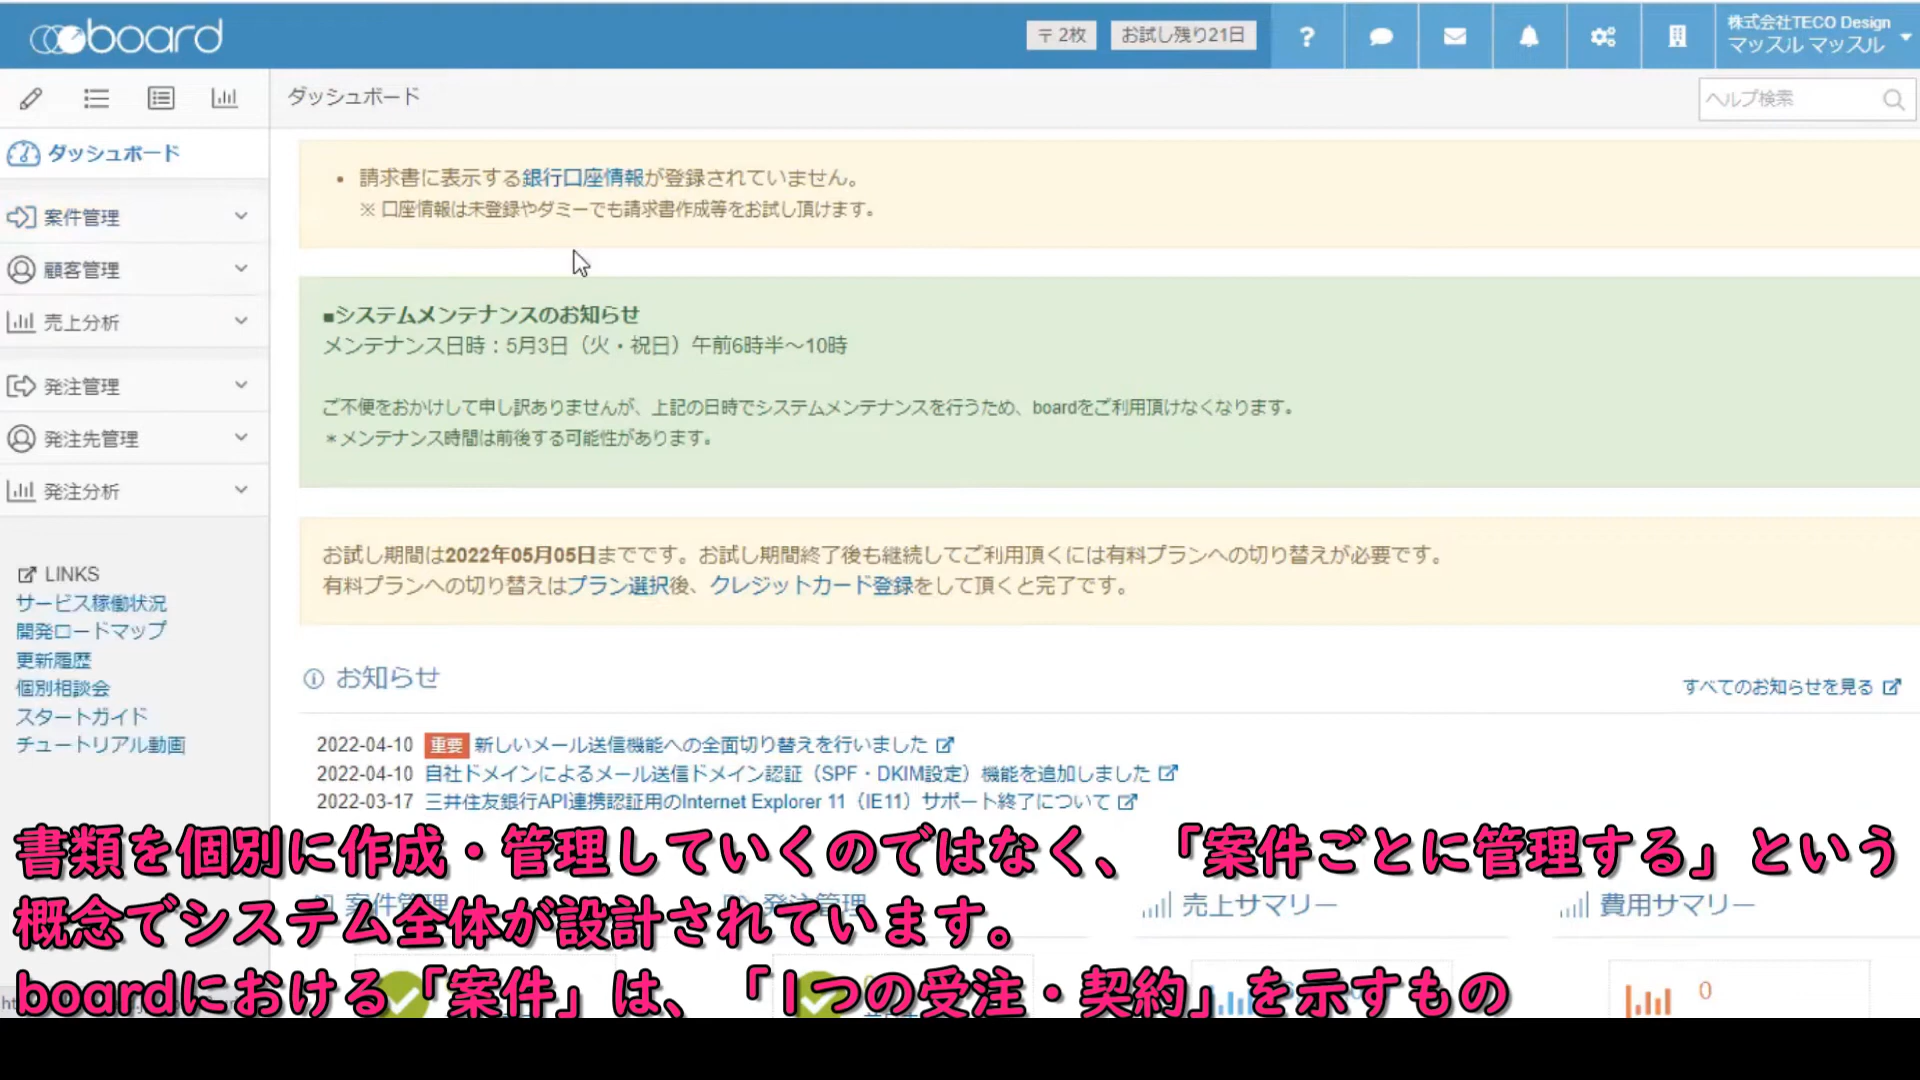 board
〒2枚
お試し残り21日
?
株式会社TECO Design
マッスル マッスル
ダッシュボード
ヘルプ検索
ダッシュボード
案件管理
顧客管理
売上分析
発注管理
発注先管理
発注分析
LINKS
サービス稼働状況
開発ロードマップ
更新履歴
個別相談会
スタートガイド
チュートリアル動画
・請求書に表示する銀行口座情報が登録されていません。
※ 口座情報は未登録やダミーでも請求書作成等をお試し頂けます。
■システムメンテナンスのお知らせ
メンテナンス日時：5月3日（火・祝日）午前6時半〜10時
ご不便をおかけして申し訳ありませんが、上記の日時でシステムメンテナンスを行うため、boardをご利用頂けなくなります。
＊メンテナンス時間は前後する可能性があります。
お試し期間は2022年05月05日までです。お試し期間終了後も継続してご利用頂くには有料プランへの切り替えが必要です。
有料プランへの切り替えはプラン選択後、クレジットカード登録をして頂くと完了です。
お知らせ
すべてのお知らせを見る
2022-04-10 重要 新しいメール送信機能への全面切り替えを行いました
2022-04-10 自社ドメインによるメール送信ドメイン認証（SPF・DKIM設定）機能を追加しました
2022-03-17 三井住友銀行API連携認証用のInternet Explorer 11（IE11）サポート終了について
案件管理
発注管理
売上サマリー
費用サマリー
0
書類を個別に作成・管理していくのではなく、「案件ごとに管理する」という
概念でシステム全体が設計されています。
boardにおける「案件」は、「1つの受注・契約」を示すもの